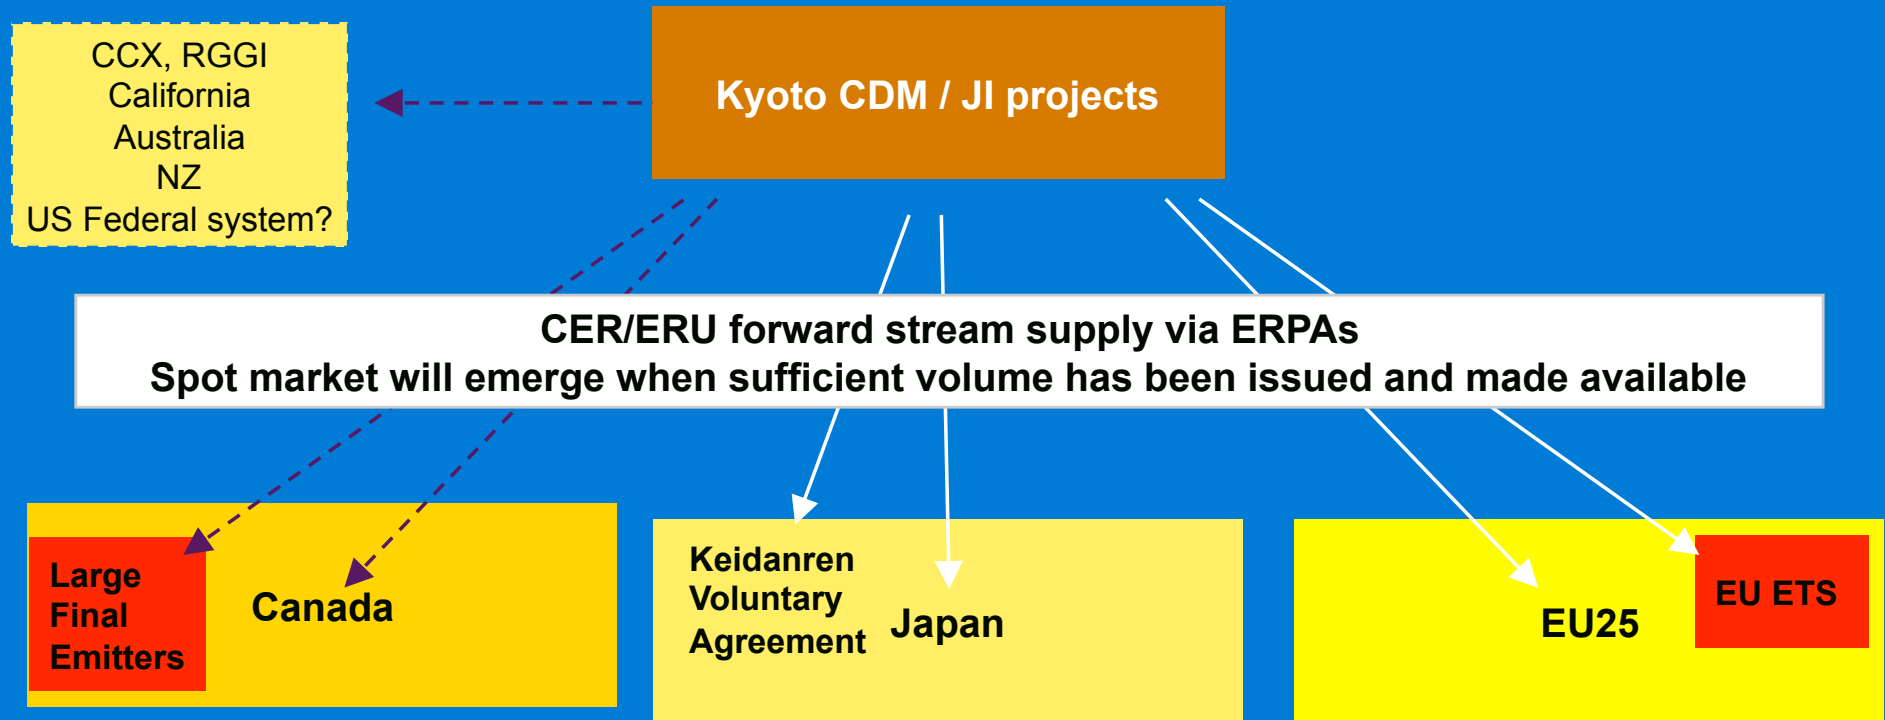 CCX, RGGI
California
Australia
NZ
US Federal system?
Kyoto CDM / JI projects
CER/ERU forward stream supply via ERPAs
Spot market will emerge when sufficient volume has been issued and made available
Large
Final
Emitters
Canada
Keidanren
Voluntary
Agreement
Japan
EU25
EU ETS